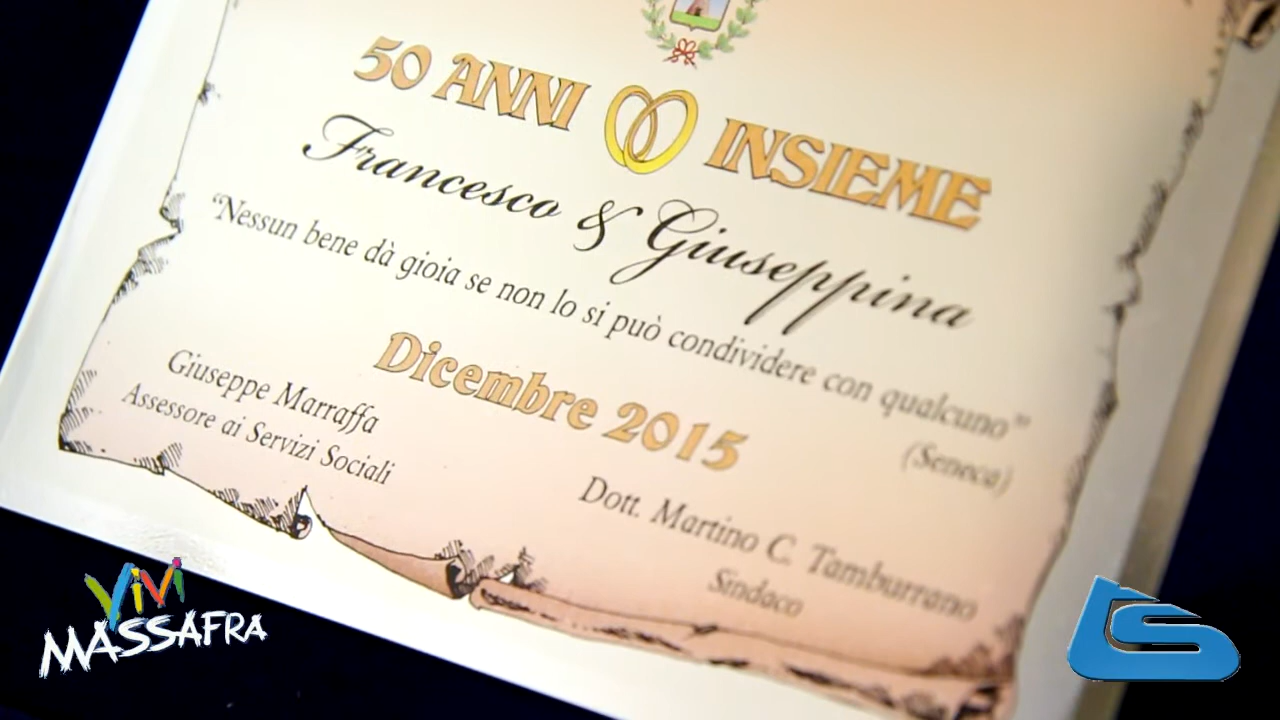 50 ANNI INSIEME
Francesco & Giuseppina
“Nessun bene dà gioia se non lo si può condividere con qualcuno”
(Seneca)
Dicembre 2015
Giuseppe Marraffa
Assessore ai Servizi Sociali
Dott. Martino C. Tamburrano
Sindaco
ViVi
MASSAFRA
LS